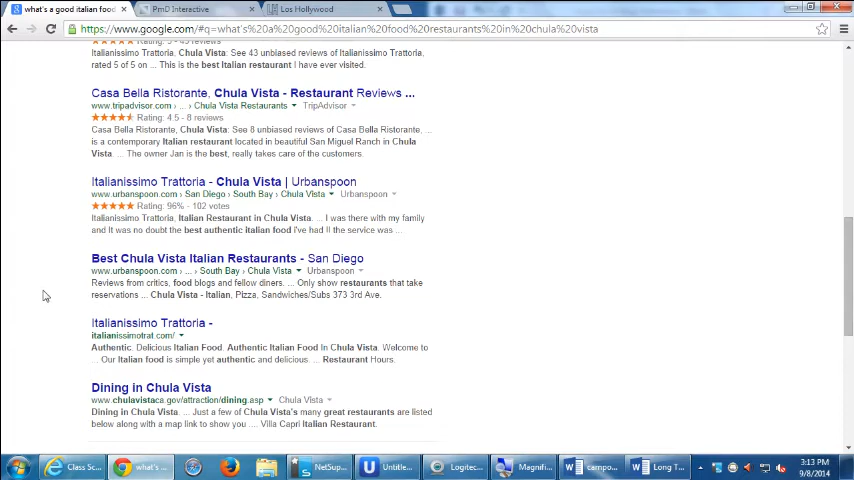 what's a good italian food
PmD Interactive
Los Hollywood
https://www.google.com/#q=what's%20a%20good%20italian%20food%20restaurants%20in%20chula%20vista
Italianissimo Trattoria, Chula Vista: See 43 unbiased reviews of Italianissimo Trattoria,
rated 5 of 5 on ... This is the best Italian restaurant I have ever visited.
Casa Bella Ristorante, Chula Vista - Restaurant Reviews ...
www.tripadvisor.com › ... › Chula Vista Restaurants ▼ TripAdvisor
Rating: 4.5 - 8 reviews
Casa Bella Ristorante, Chula Vista: See 8 unbiased reviews of Casa Bella Ristorante, ...
is a contemporary Italian restaurant located in beautiful San Miguel Ranch in Chula
Vista. ... The owner Jan is the best, really takes care of the customers.
Italianissimo Trattoria - Chula Vista | Urbanspoon
www.urbanspoon.com › San Diego › South Bay › Chula Vista ▼ Urbanspoon
Rating: 96% - 102 votes
Italianissimo Trattoria, Italian Restaurant in Chula Vista. ... I was there with my family
and It was no doubt the best authentic italian food i've had !! the service was ...
Best Chula Vista Italian Restaurants - San Diego
www.urbanspoon.com › ... › South Bay › Chula Vista ▼ Urbanspoon
Reviews from critics, food blogs and fellow diners. ... Only show restaurants that take
reservations ... Chula Vista - Italian, Pizza, Sandwiches/Subs 373 3rd Ave.
Italianissimo Trattoria -
italianissimotrat.com/ ▼
Authentic. Delicious Italian Food. Authentic Italian Food In Chula Vista. Welcome to
... Our Italian food is simple yet authentic and delicious. ... Restaurant Hours.
Dining in Chula Vista
www.chulavistaca.gov/attraction/dining.asp ▼ Chula Vista
Dining in Chula Vista. ... Just a few of Chula Vista's many great restaurants are listed
below along with a map link to show you .... Villa Capri Italian Restaurant.
Class Sc...
what's ...
NetSup...
Untitle...
Logitec...
Magnifi...
campo...
Long T...
3:13 PM
9/8/2014